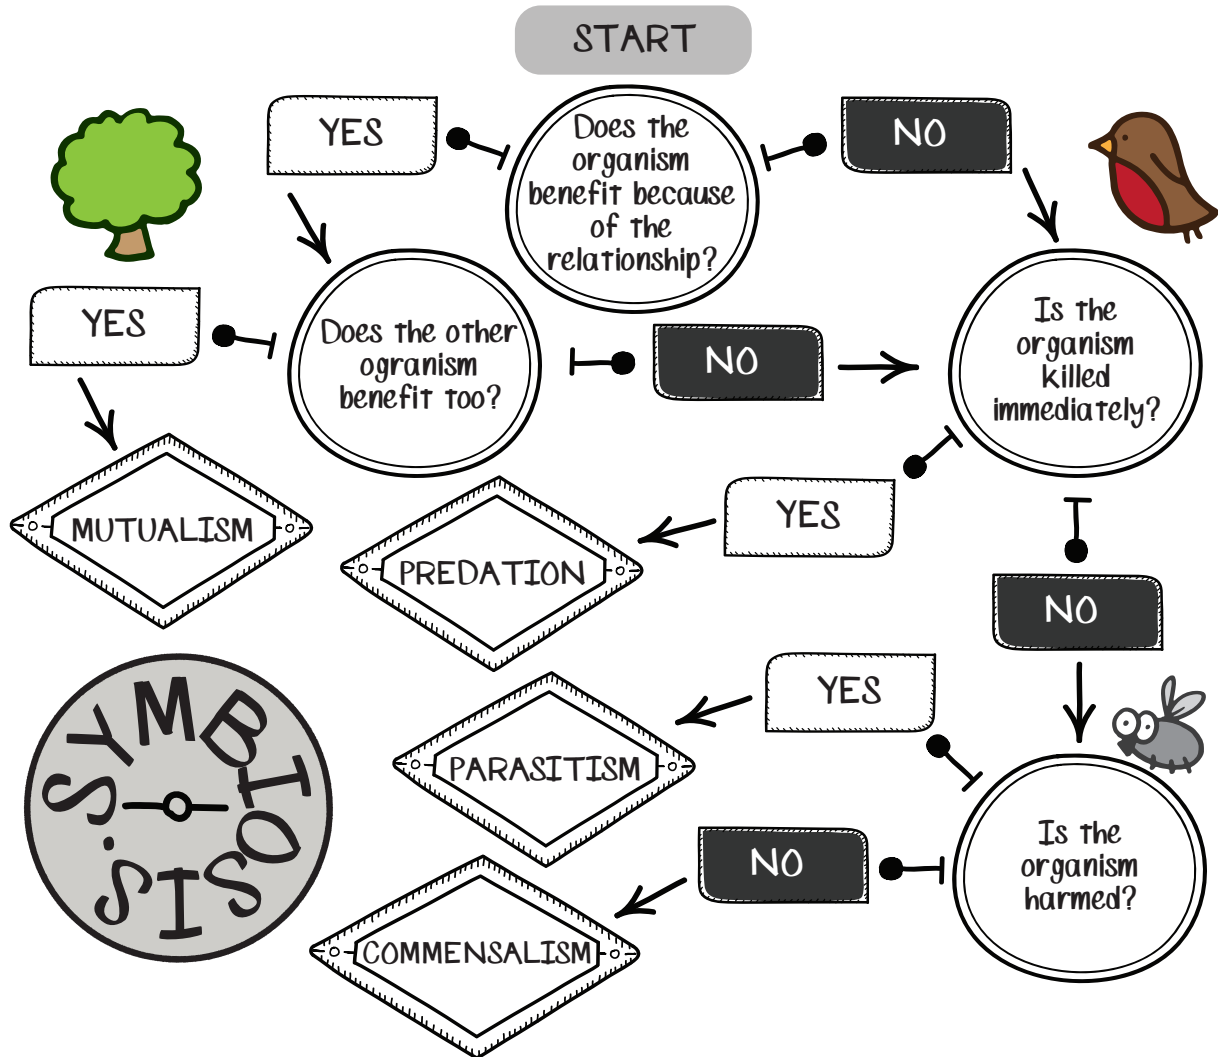 START
YES
Does the
organism
benefit because
of the
relationship?
NO
YES
Does the other
ogranism
benefit too?
NO
Is the
organism
killed
immediately?
MUTUALISM
PREDATION
YES
NO
PARASITISM
YES
SYMBIOSIS.
Is the
organism
harmed?
NO
COMMENSALISM